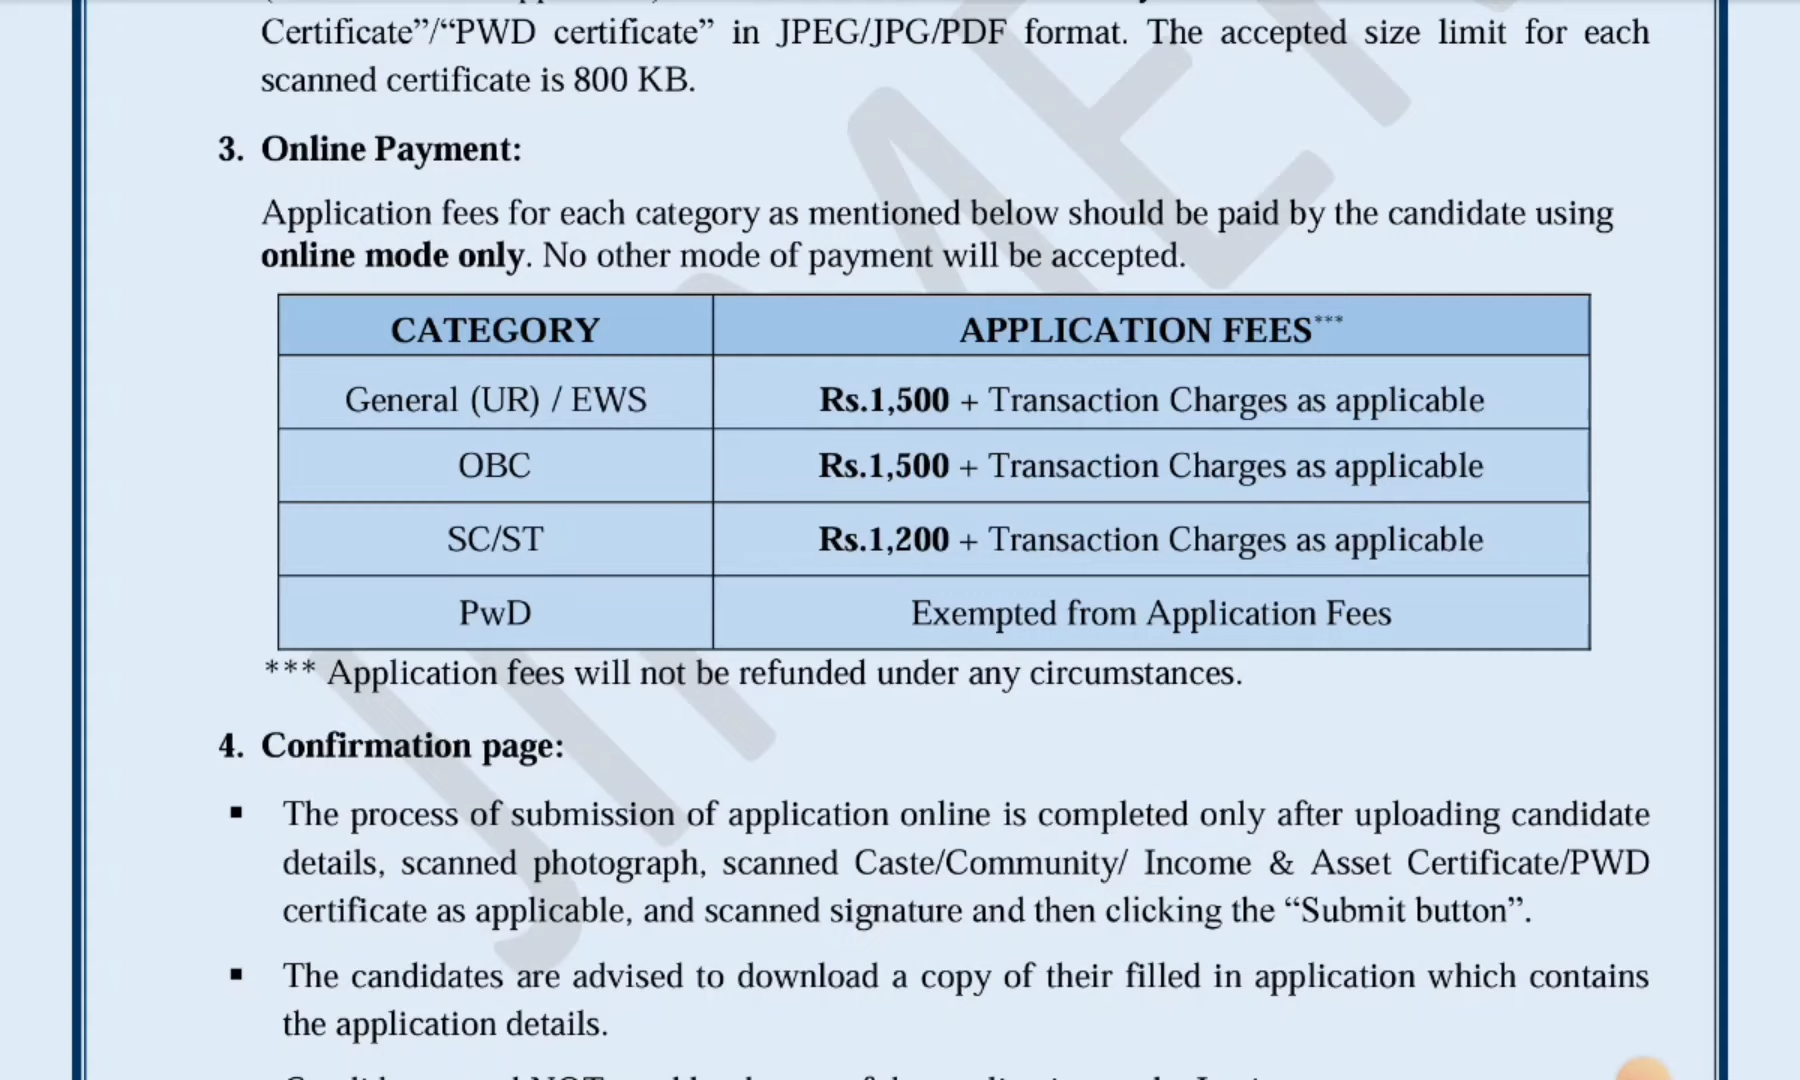 Certificate”/“PWD certificate” in JPEG/JPG/PDF format. The accepted size limit for each
scanned certificate is 800 KB.
3. Online Payment:
Application fees for each category as mentioned below should be paid by the candidate using
online mode only. No other mode of payment will be accepted.
CATEGORY APPLICATION FEES***
General (UR) / EWS Rs.1,500 + Transaction Charges as applicable
OBC Rs.1,500 + Transaction Charges as applicable
SC/ST Rs.1,200 + Transaction Charges as applicable
PwD Exempted from Application Fees
*** Application fees will not be refunded under any circumstances.
4. Confirmation page:
▪ The process of submission of application online is completed only after uploading candidate
details, scanned photograph, scanned Caste/Community/ Income & Asset Certificate/PWD
certificate as applicable, and scanned signature and then clicking the “Submit button”.
▪ The candidates are advised to download a copy of their filled in application which contains
the application details.